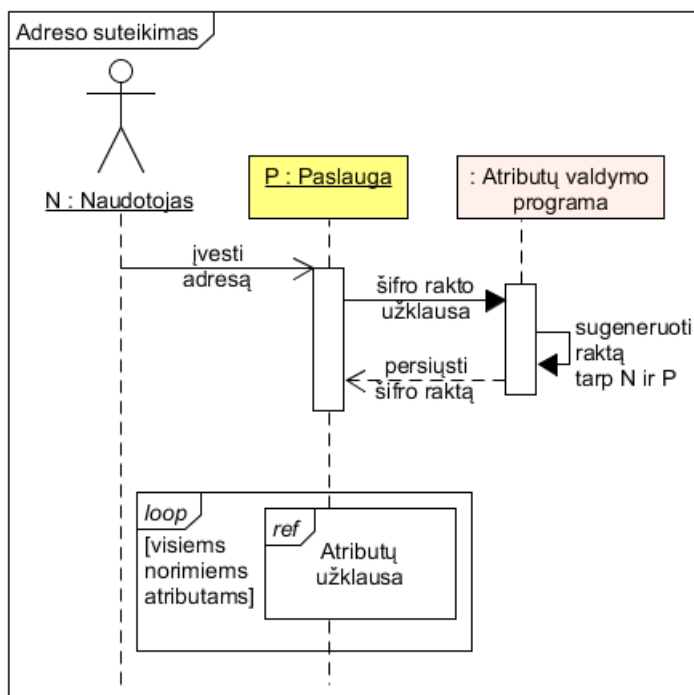 Adreso suteikimas
N : Naudotojas
P : Paslauga
: Atributų valdymo
programa
įvesti
adresą
šifro rakto
užklausa
sugeneruoti
raktą
tarp N ir P
persiųsti
šifro raktą
loop
[visiems
norimiems
atributams]
ref
Atributų
užklausa